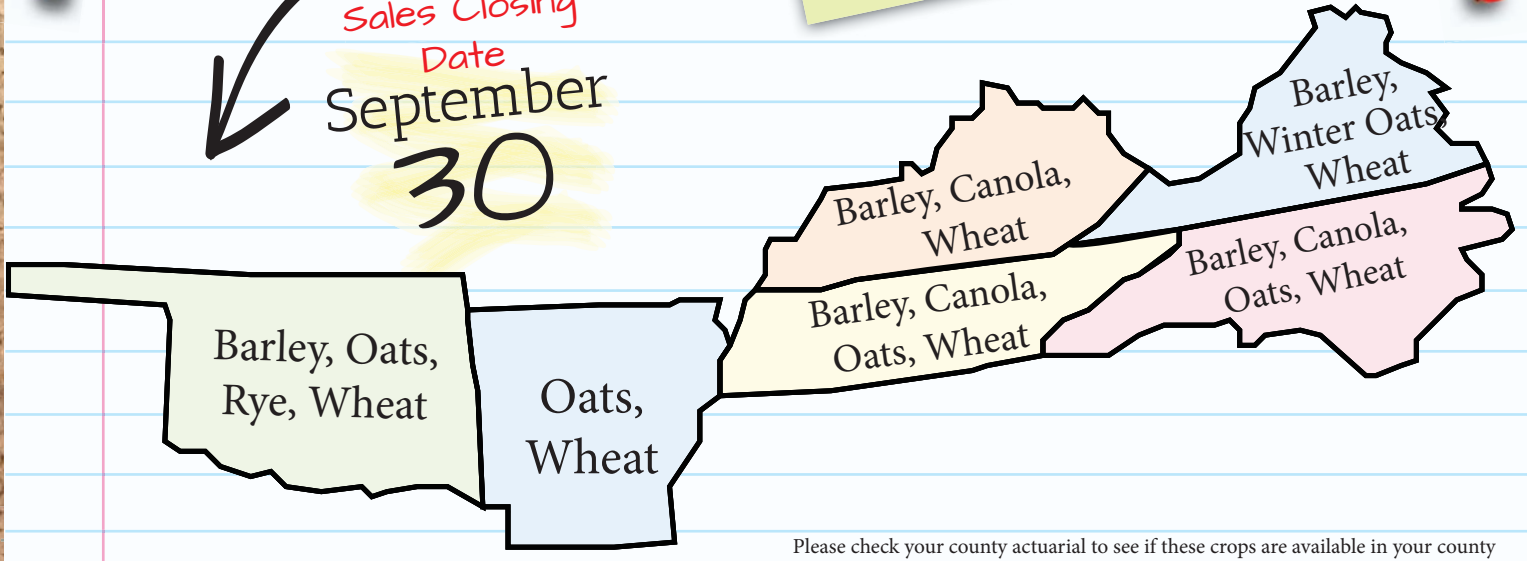 Sales Closing
Date
September
30
Barley, Oats,
Rye, Wheat
Oats,
Wheat
Barley, Canola,
Wheat
Barley, Canola,
Oats, Wheat
Barley,
Winter Oats,
Wheat
Barley, Canola,
Oats, Wheat
Please check your county actuarial to see if these crops are available in your county